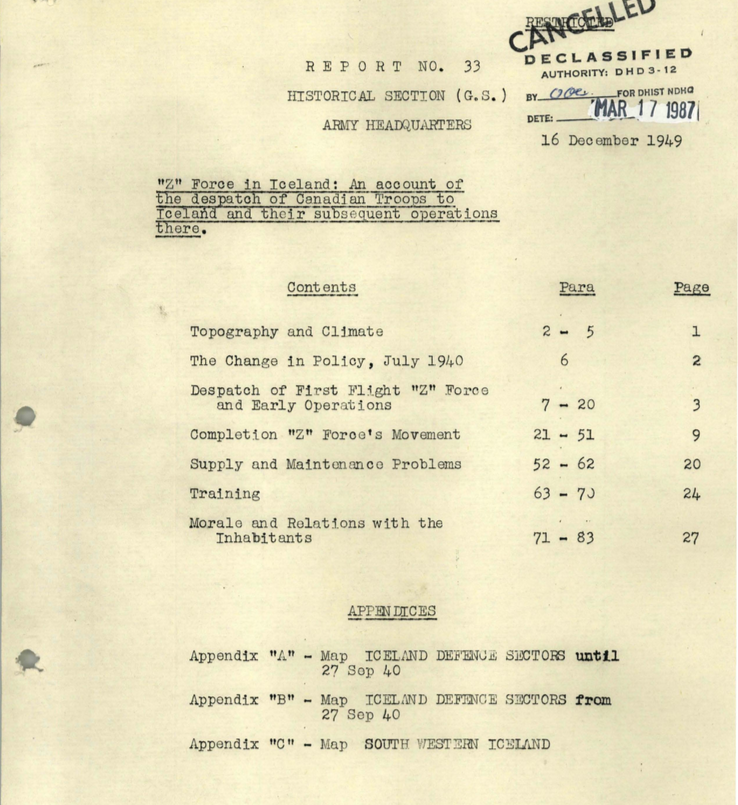 RESTRICTED
CANCELLED
DECLASSIFIED
AUTHORITY: DHD 3-12
BY FOR DHIST NDHQ
DETE: MAR 17 1987
REPORT NO. 33
HISTORICAL SECTION (G.S.)
ARMY HEADQUARTERS
16 December 1949
"Z" Force in Iceland: An account of
the despatch of Canadian Troops to
Iceland and their subsequent operations
there.
Contents Para Page
Topography and Climate 2 - 5 1
The Change in Policy, July 1940 6 2
Despatch of First Flight "Z" Force
and Early Operations 7 - 20 3
Completion "Z" Force's Movement 21 - 51 9
Supply and Maintenance Problems 52 - 62 20
Training 63 - 70 24
Morale and Relations with the
Inhabitants 71 - 83 27
APPENDICES
Appendix "A" - Map ICELAND DEFENCE SECTORS until
27 Sep 40
Appendix "B" - Map ICELAND DEFENCE SECTORS from
27 Sep 40
Appendix "C" - Map SOUTH WESTERN ICELAND